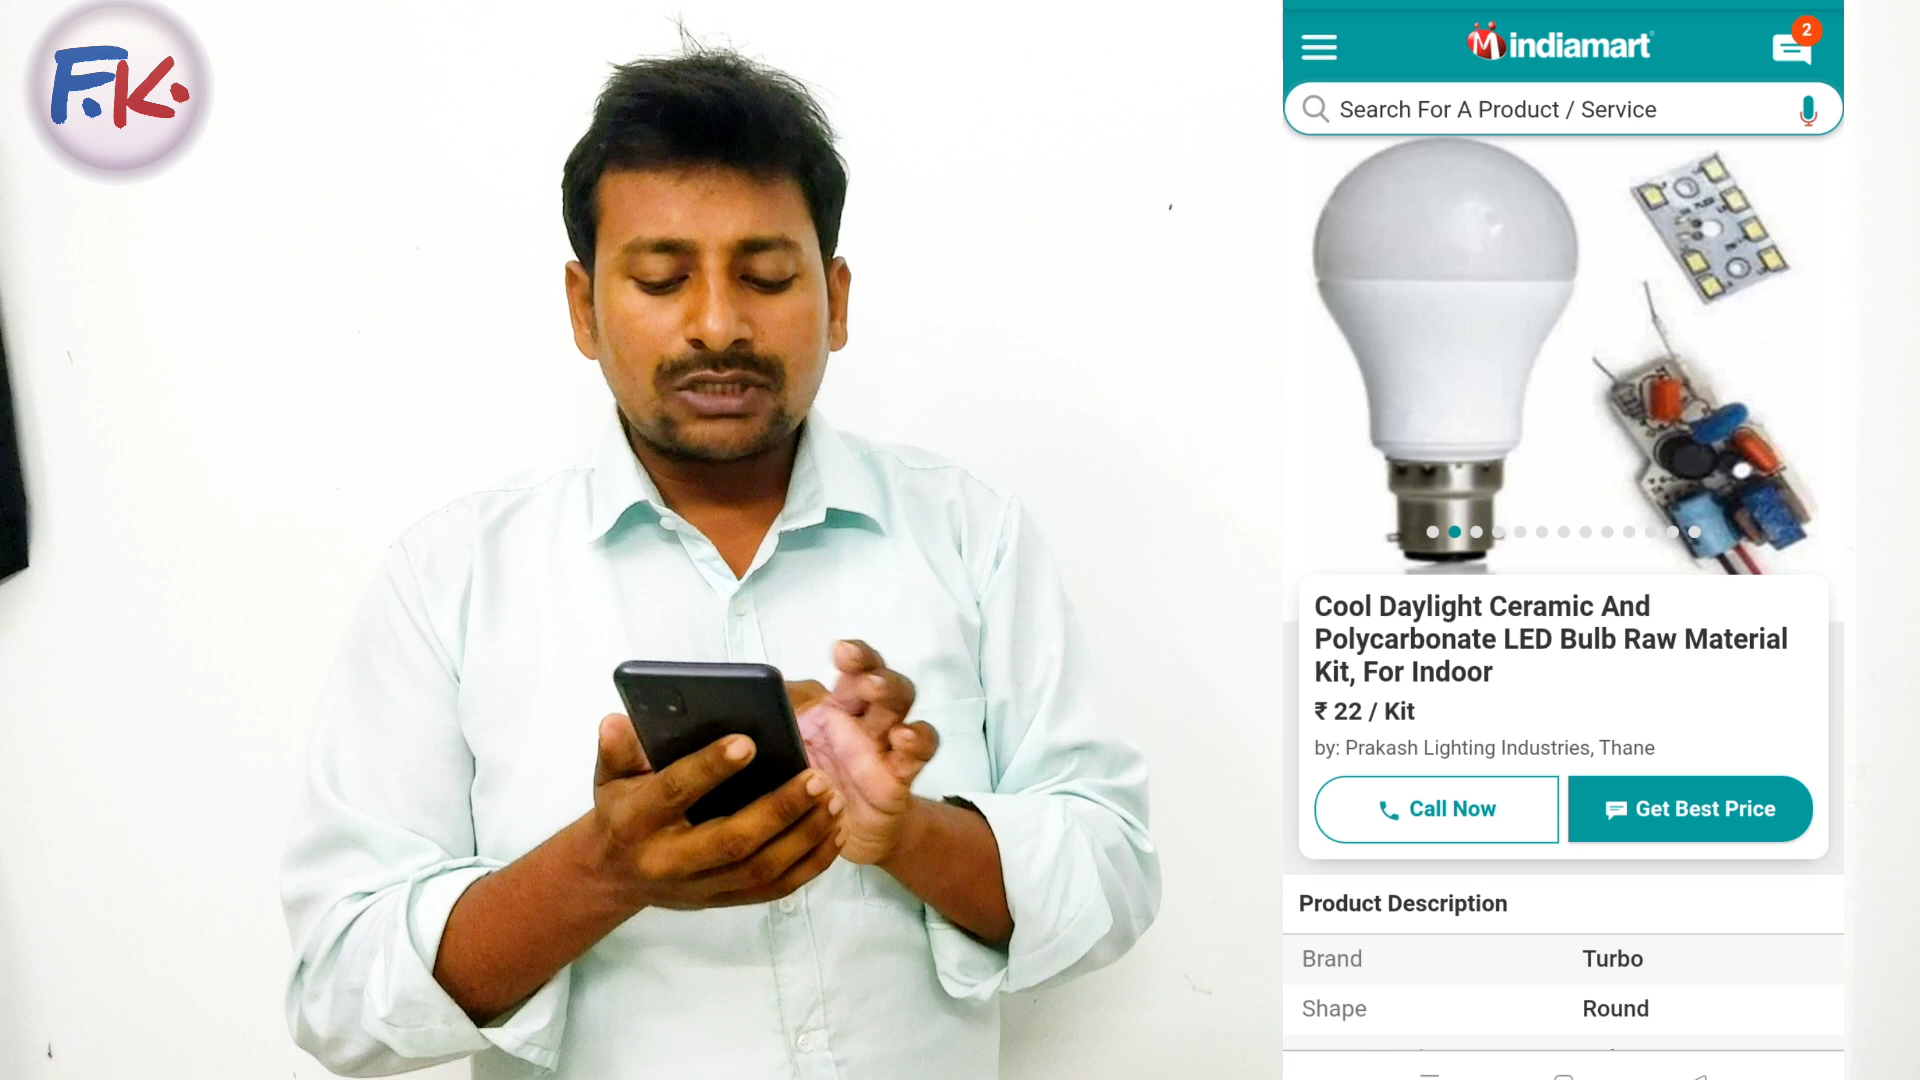 F.K.
indiamart
2
Search For A Product / Service
Cool Daylight Ceramic And
Polycarbonate LED Bulb Raw Material
Kit, For Indoor
₹ 22 / Kit
by: Prakash Lighting Industries, Thane
Call Now
Get Best Price
Product Description
Brand Turbo
Shape Round